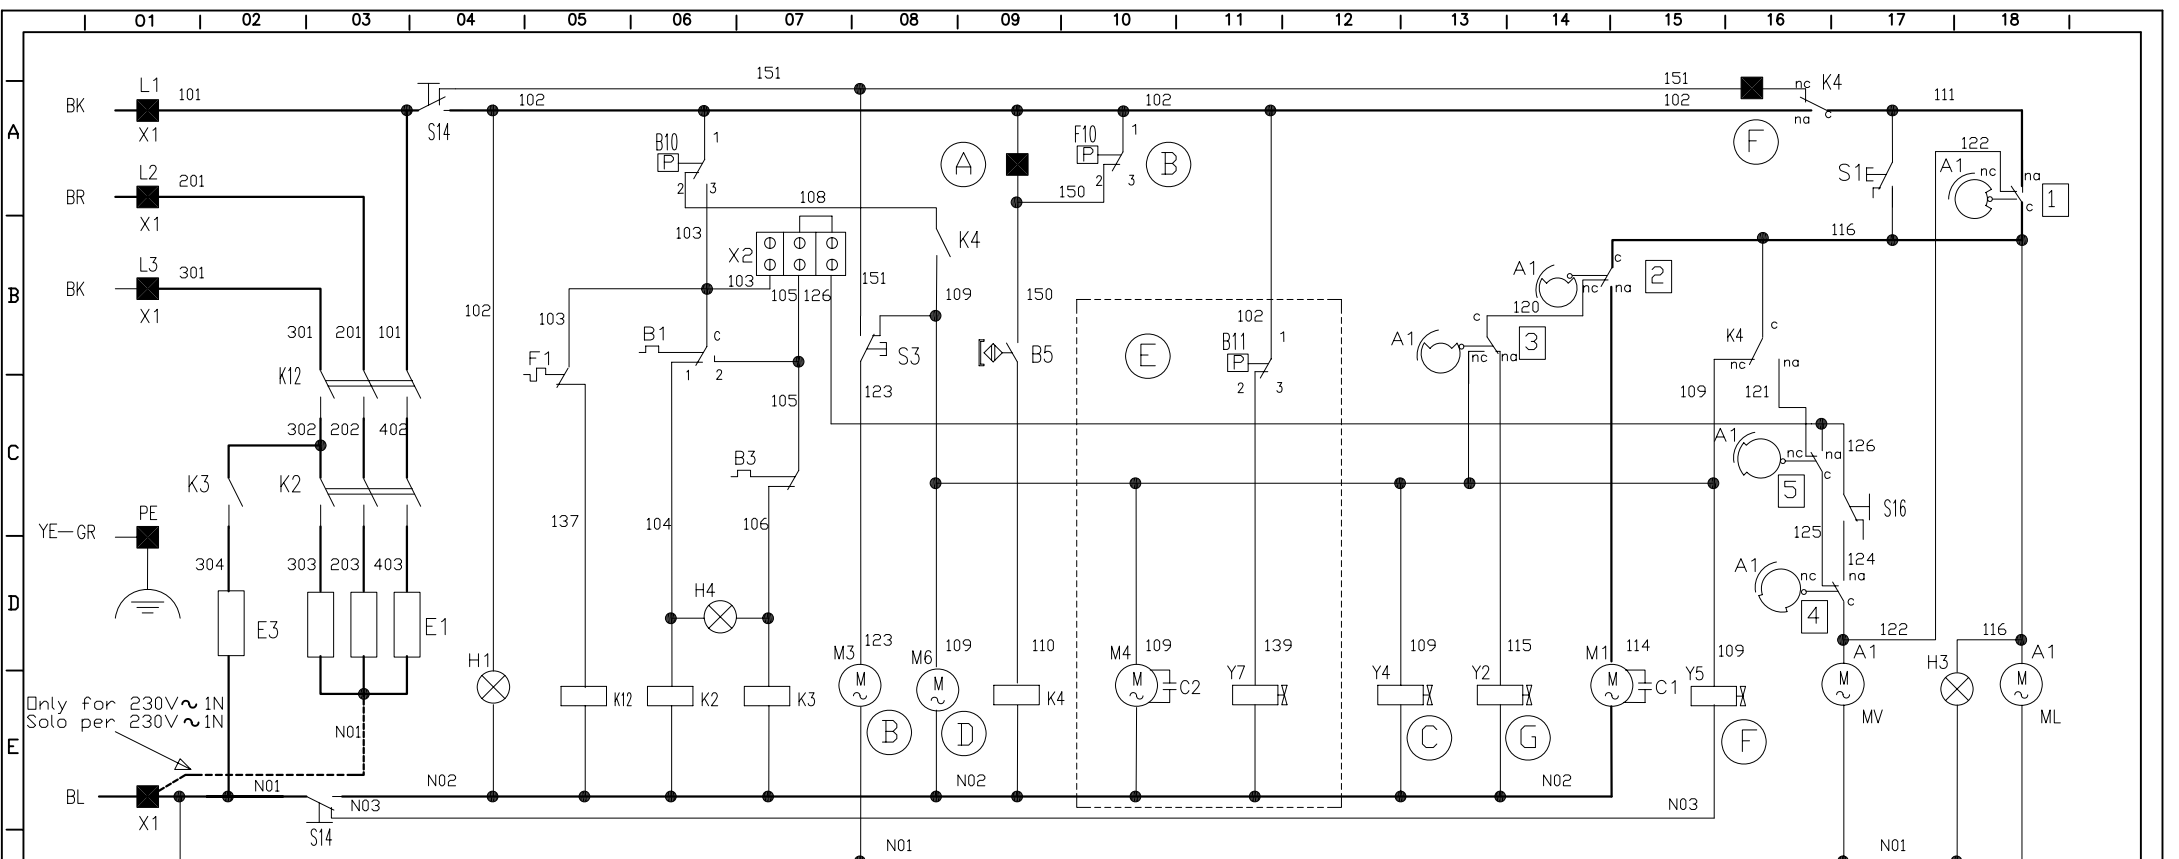 01 02 03 04 05 06 07 08 09 10 11 12 13 14 15 16 17 18
151 151 nc K4
L1 101 102 102 102 111
BK
X1 S14 na c
A B10 1 F10 1 F 122
P A P B S1 A1 nc na
L2 2 3 2 3 1
BR 201 108 150 c
X1 116
103 K4 c
L3 X2 A1 2
BK 301 103 nc na
B X1 105 126 151 109 150 120
301 201 101 102 103 102 1 c c
B1 c E B11 A1 3 K4
F1 S3 B5 P nc na nc na
K12 1 2 123 2 3 109 121
105
302 202 402 A1 126
C B3 nc na
K3 K2 c
5 S16
PE 137 104 106
YE-GR 125
304 303 203 403 124
A1 nc na
D H4 c
E3 E1 4
123 109 110 109 139 109 115 114 109 122 116
H1 M3 M6 M4 Y7 Y4 Y2 M1 Y5 A1 H3 A1
M M M M M M
~ ~ ~ ~ ~ ~
K12 K2 K3 K4 C2 C1
Only for 230V~1N
Solo per 230V~1N
MV ML
N01 B D C G F
E
N01 N02 N02 N02
BL N03 N03
X1 S14
N01 N01